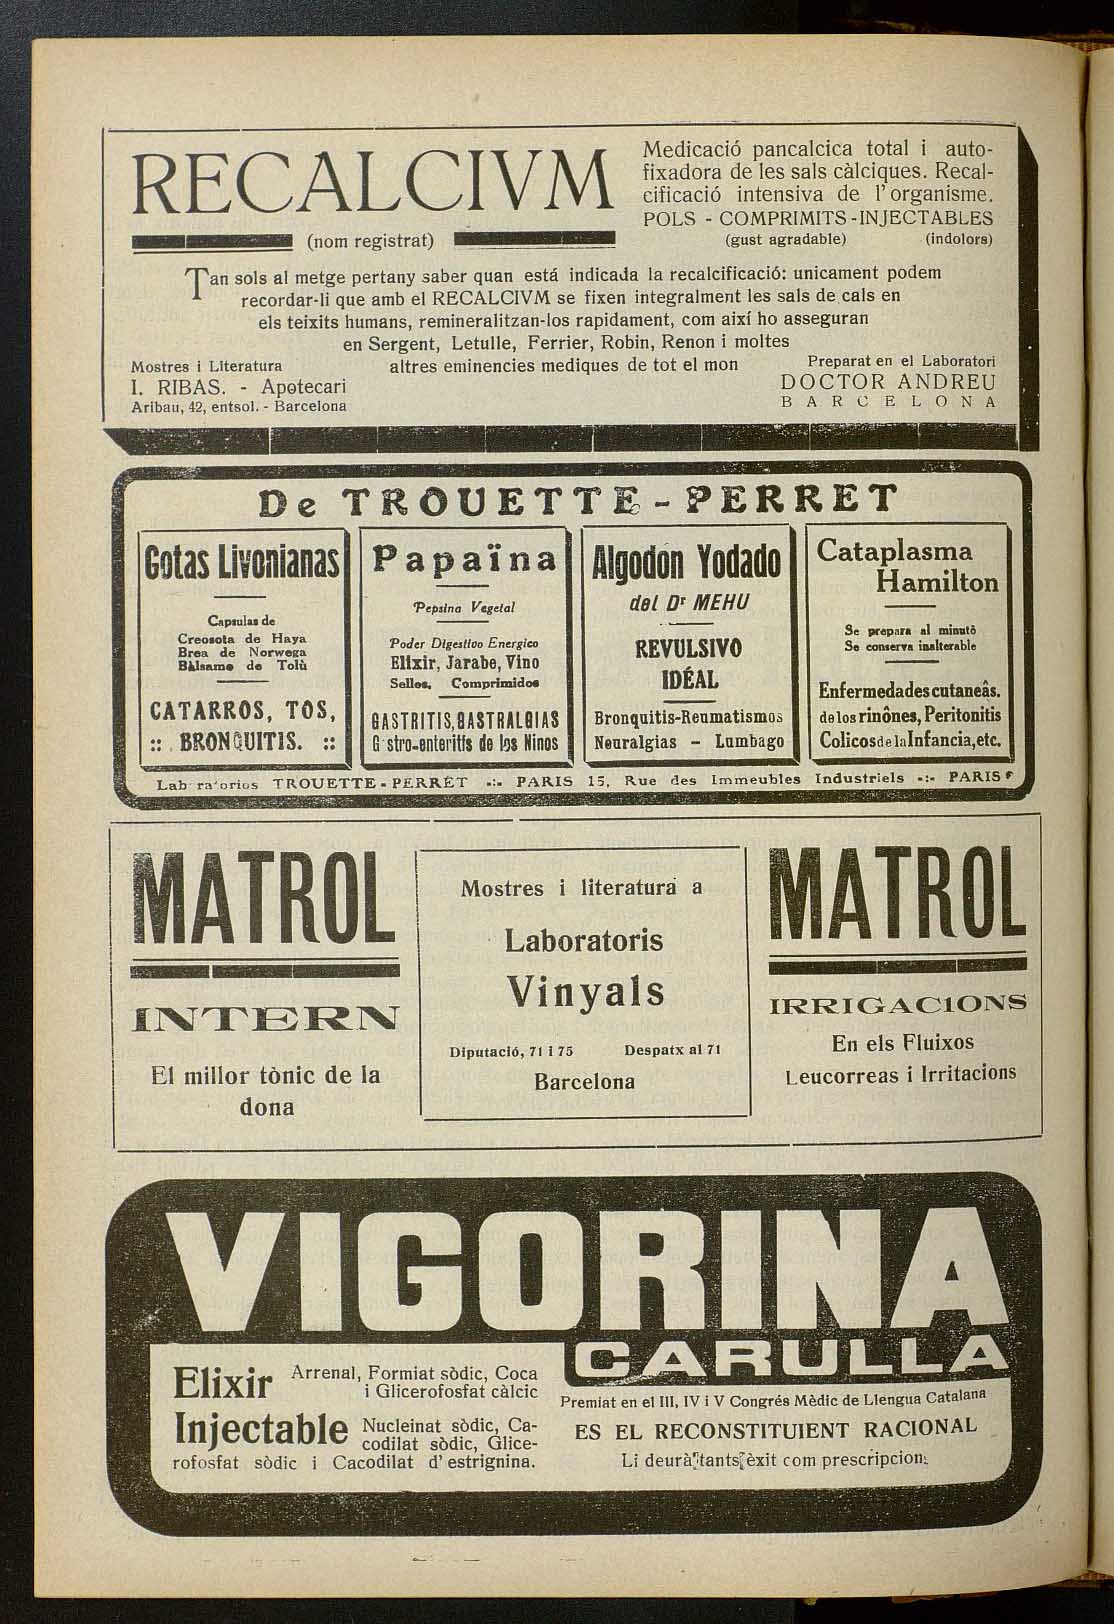 RECALCIVM
(nom registrat)
Medicació pancalcica total i auto-
fixadora de les sals càlciques. Recal-
cificació intensiva de l'organisme.
POLS - COMPRIMITS - INJECTABLES
(gust agradable) (indolors)
Tan sols al metge pertany saber quan está indicada la recalcificació: unicament podem
recordar-li que amb el RECALCIVM se fixen integralment les sals de cals en
els teixits humans, remineralitzan-los rapidament, com així ho asseguran
en Sergent, Letulle, Ferrier, Robin, Renon i moltes
altres eminencies mediques de tot el mon
Mostres i Literatura
I. RIBAS. - Apotecari
Aribau, 42, entsol. - Barcelona
Preparat en el Laboratori
DOCTOR ANDREU
BARCELONA
De TROUETTE-PERRET
Gotas Livonianas
Capsulas de
Creosota de Haya
Brea de Norwega
Bàlsamo de Tolù
CATARROS, TOS,
:: BRONQUITIS. ::
Papaïna
Pepsina Vegetal
Poder Digestivo Energico
Elixir, Jarabe, Vino
Sellos, Comprimidos
GASTRITIS, GASTRALGIAS
G stro-enteritis de los Ninos
Algodón Yodado
del Dr MEHU
REVULSIVO
IDÉAL
Bronquitis-Reumatismos
Neuralgias - Lumbago
Cataplasma
Hamilton
Se prepara al minutô
Se conserva inalterable
Enfermedades cutaneâs.
de los rinônes, Peritonitis
Colicos de la Infancia, etc.
Lab ra'orios TROUETTE-PERRÉT .:. PARIS 15, Rue des Immeubles Industriels .:. PARIS
MATROL
INTERN
El millor tònic de la
dona
Mostres i literatura a
Laboratoris
Vinyals
Diputació, 71 i 75 Despatx al 71
Barcelona
MATROL
IRRIGAC1ONS
En els Fluixos
Leucorreas i Irritacions
VIGORINA
CARULLA
Elixir Arrenal, Formiat sòdic, Coca
i Glicerofosfat càlcic
Injectable Nucleinat sòdic, Ca-
codilat sòdic, Glice-
rofosfat sòdic i Cacodilat d'estrignina.
Premiat en el III, IV i V Congrés Mèdic de Llengua Catalana
ES EL RECONSTITUIENT RACIONAL
Li deurà tants èxit com prescripcions